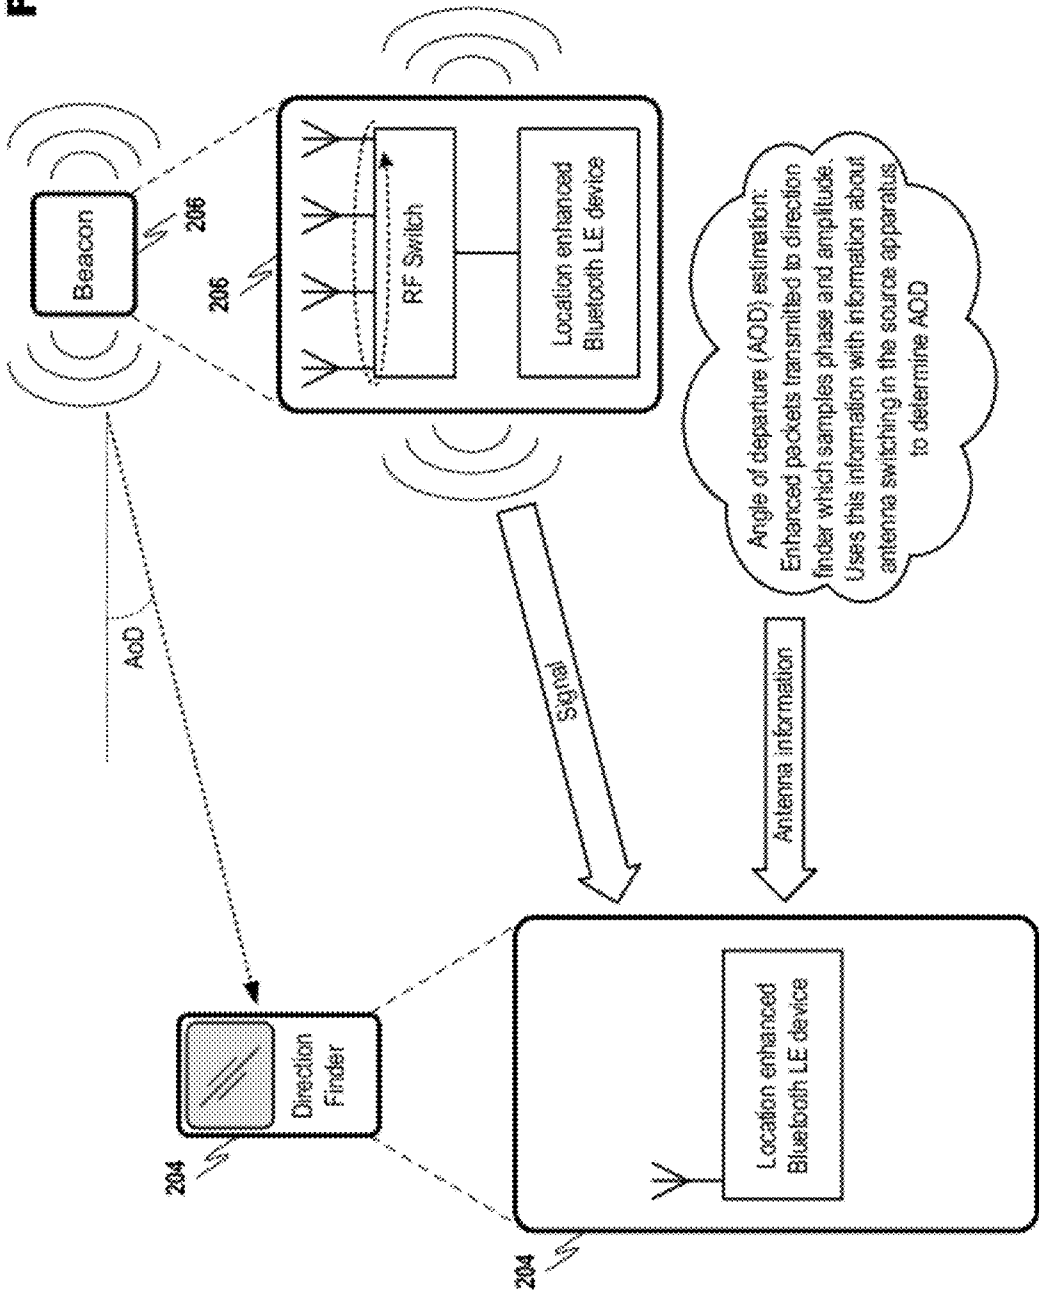 F
204
Direction
Finder
AoD
Beacon
206
206
RF Switch
Location enhanced
Bluetooth LE device
Signal
204
Location enhanced
Bluetooth LE device
Antenna information
Angle of departure (AOD) estimation:
Enhanced packets transmitted to direction
finder which samples phase and amplitude.
Uses this information with information about
antenna switching in the source apparatus
to determine AOD